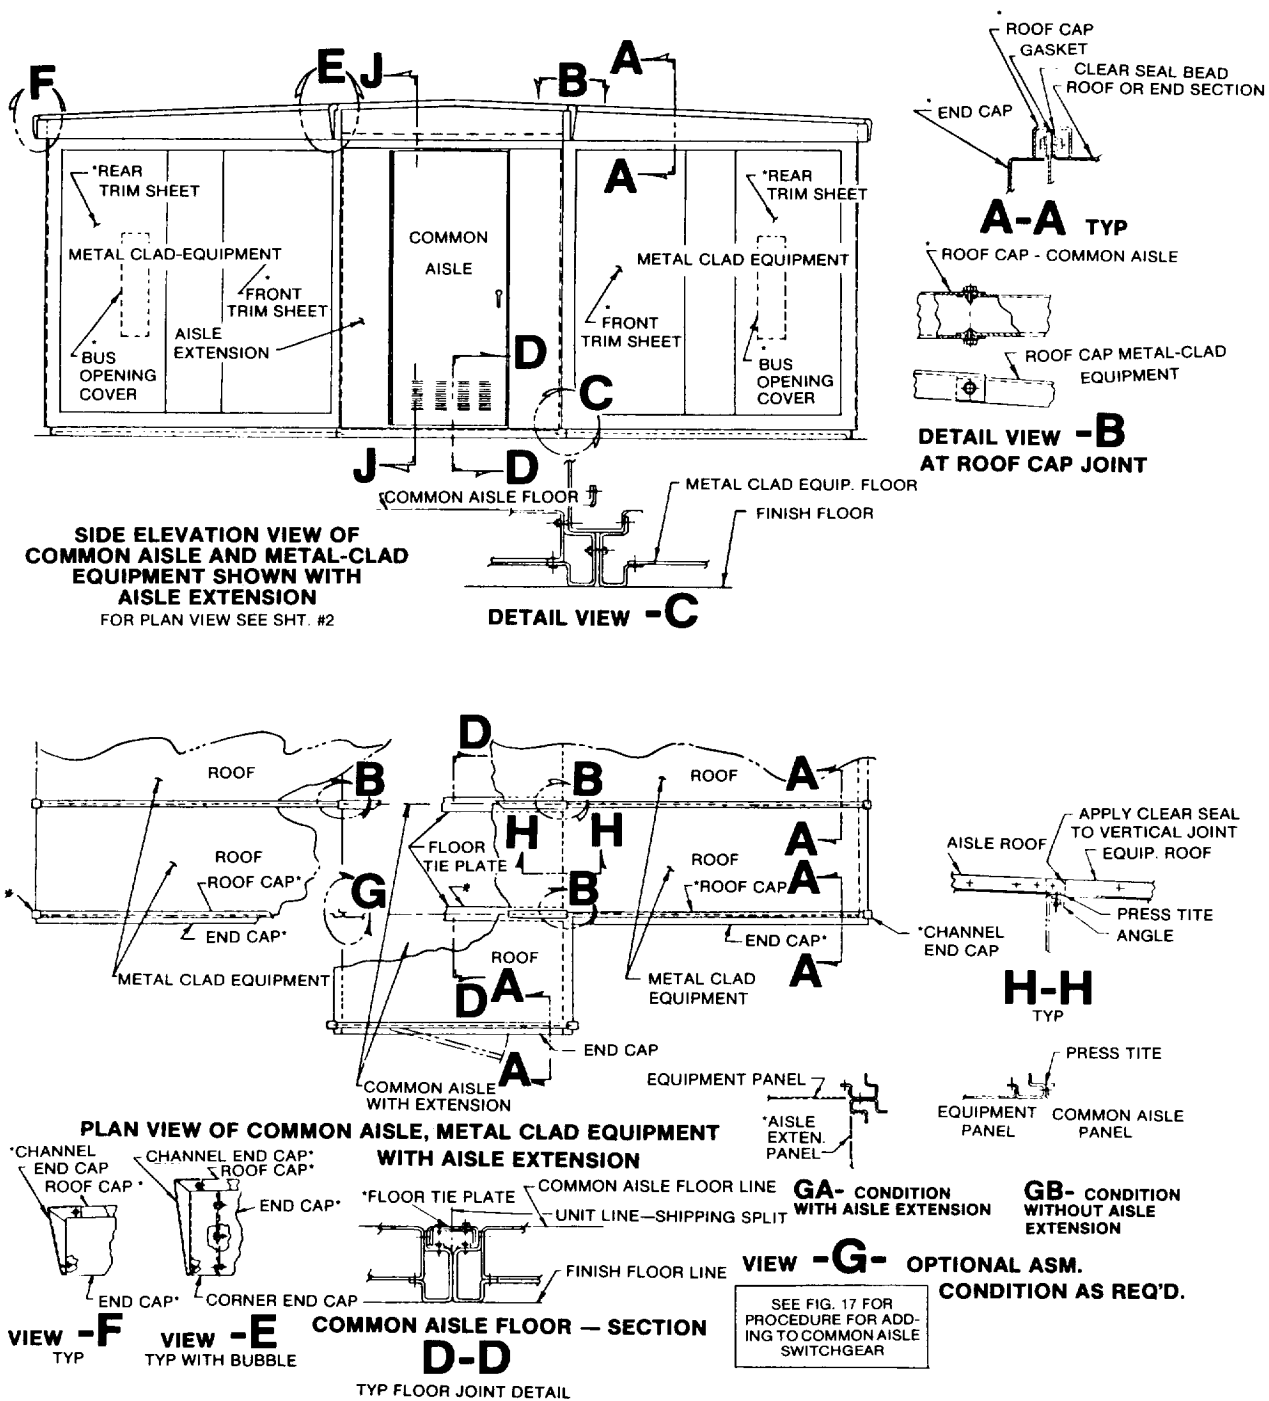 F
E
J
B
A
A
*REAR
TRIM SHEET
METAL CLAD-EQUIPMENT
*
FRONT
TRIM SHEET
AISLE
EXTENSION
*
BUS
OPENING
COVER
COMMON
AISLE
*REAR
TRIM SHEET
METAL CLAD EQUIPMENT
*
FRONT
TRIM SHEET
*
BUS
OPENING
COVER
D
C
J
D
*
ROOF CAP
GASKET
CLEAR SEAL BEAD
ROOF OR END SECTION
*
END CAP
A-A TYP
*
ROOF CAP - COMMON AISLE
ROOF CAP METAL-CLAD
EQUIPMENT
DETAIL VIEW -B
AT ROOF CAP JOINT
COMMON AISLE FLOOR
METAL CLAD EQUIP. FLOOR
FINISH FLOOR
DETAIL VIEW -C
SIDE ELEVATION VIEW OF
COMMON AISLE AND METAL-CLAD
EQUIPMENT SHOWN WITH
AISLE EXTENSION
FOR PLAN VIEW SEE SHT. #2
D
ROOF
B
B
ROOF
A
H
H
A
FLOOR
TIE PLATE
ROOF
ROOF CAP*
ROOF
*ROOF CAP
A
G
*
*
B
END CAP*
END CAP*
*CHANNEL
END CAP
METAL CLAD EQUIPMENT
ROOF
METAL CLAD
EQUIPMENT
A
D
A
END CAP
A
COMMON AISLE
WITH EXTENSION
PLAN VIEW OF COMMON AISLE, METAL CLAD EQUIPMENT
WITH AISLE EXTENSION
APPLY CLEAR SEAL
TO VERTICAL JOINT
AISLE ROOF
EQUIP. ROOF
PRESS TITE
ANGLE
H-H
TYP
EQUIPMENT PANEL
*AISLE
EXTEN.
PANEL
GA- CONDITION
WITH AISLE EXTENSION
PRESS TITE
EQUIPMENT
PANEL
COMMON AISLE
PANEL
GB- CONDITION
WITHOUT AISLE
EXTENSION
VIEW -G- OPTIONAL ASM.
CONDITION AS REQ'D.
SEE FIG. 17 FOR
PROCEDURE FOR ADD-
ING TO COMMON AISLE
SWITCHGEAR
*CHANNEL
END CAP
ROOF CAP *
END CAP*
VIEW -F
TYP
CHANNEL END CAP*
ROOF CAP*
END CAP*
CORNER END CAP
VIEW -E
TYP WITH BUBBLE
*FLOOR TIE PLATE
COMMON AISLE FLOOR LINE
UNIT LINE—SHIPPING SPLIT
FINISH FLOOR LINE
COMMON AISLE FLOOR — SECTION
D-D
TYP FLOOR JOINT DETAIL